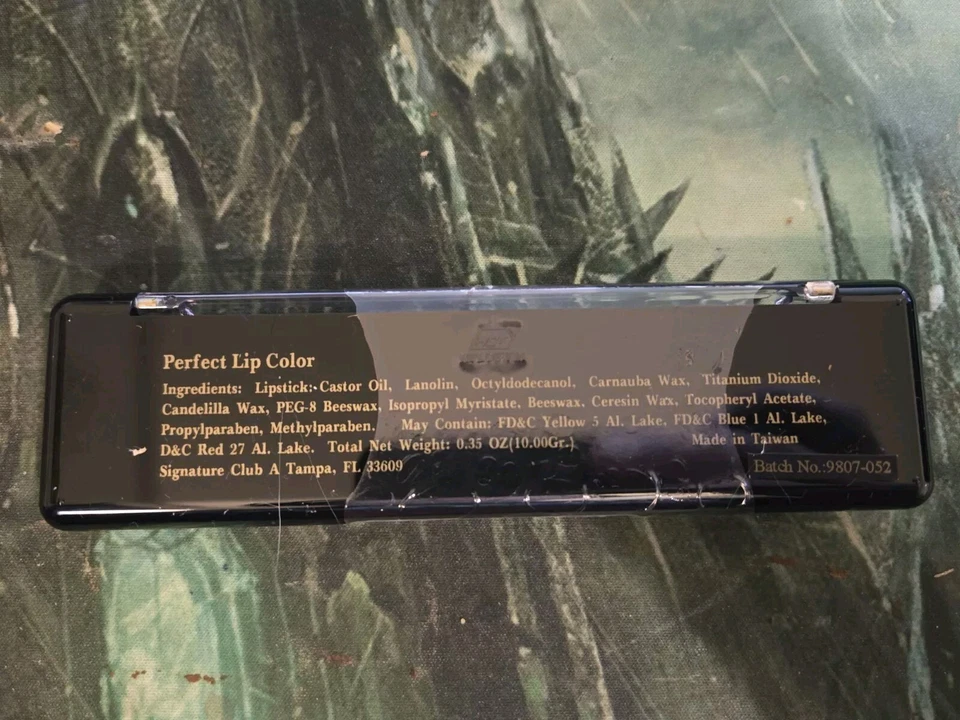 Perfect Lip Color
Ingredients: Lipstick: Castor Oil, Lanolin, Octyldodecanol, Carnauba Wax, Titanium Dioxide,
Candelilla Wax, PEG-8 Beeswax, Isopropyl Myristate, Beeswax, Ceresin Wax, Tocopheryl Acetate,
Propylparaben, Methylparaben. May Contain: FD&C Yellow 5 Al. Lake, FD&C Blue 1 Al. Lake,
D&C Red 27 Al. Lake. Total Net Weight: 0.35 OZ(10.00Gr.) Made in Taiwan
Signature Club A Tampa, FL 33609 Batch No.:9807-052